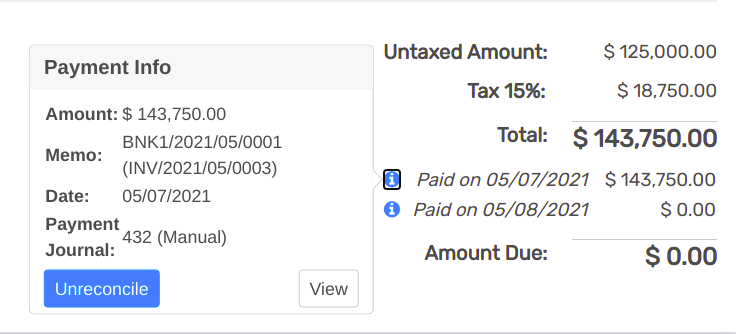 Payment Info
Amount: $ 143,750.00
Memo: BNK1/2021/05/0001
(INV/2021/05/0003)
Date: 05/07/2021
Payment
Journal: 432 (Manual)
Unreconcile View
Untaxed Amount: $ 125,000.00
Tax 15%: $ 18,750.00
Total: $ 143,750.00
Paid on 05/07/2021 $ 143,750.00
Paid on 05/08/2021 $ 0.00
Amount Due: $ 0.00